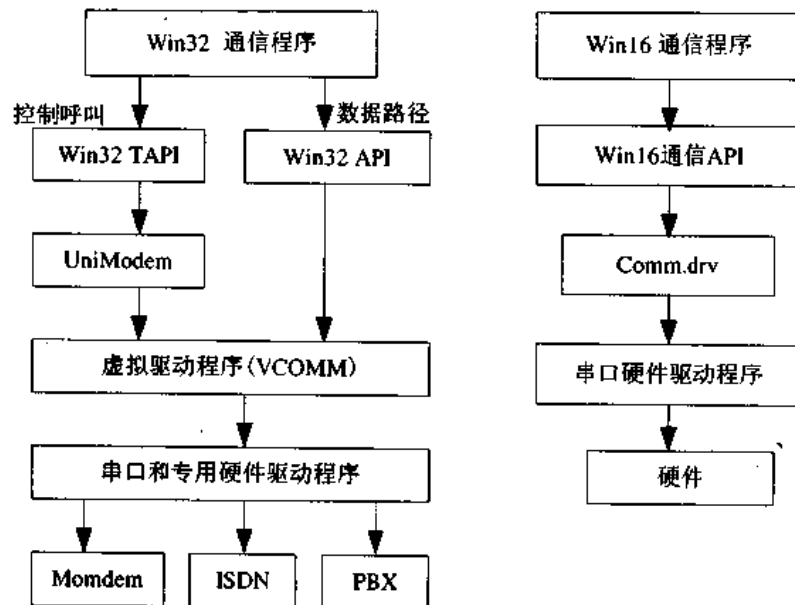 Win32 通信程序
控制呼叫
数据路径
Win32 TAPI
Win32 API
UniModem
虚拟驱动程序(VCOMM)
串口和专用硬件驱动程序
Momdem
ISDN
PBX
Win16 通信程序
Win16通信API
Comm.drv
串口硬件驱动程序
硬件